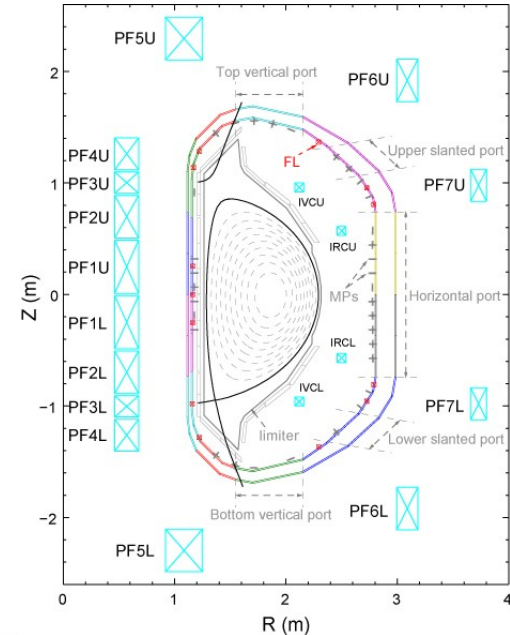 PF5U
PF6U
2
Top vertical port
FL
Upper slanted port
PF4U
PF3U
PF7U
1
IVCU
PF2U
IRCU
PF1U
MPs
Z (m)
0
Horizontal port
PF1L
IRCL
PF2L
IVCL
PF3L
PF7L
−1
PF4L
limiter
Lower slanted port
Bottom vertical port
PF6L
−2
PF5L
0
1
2
3
4
R (m)